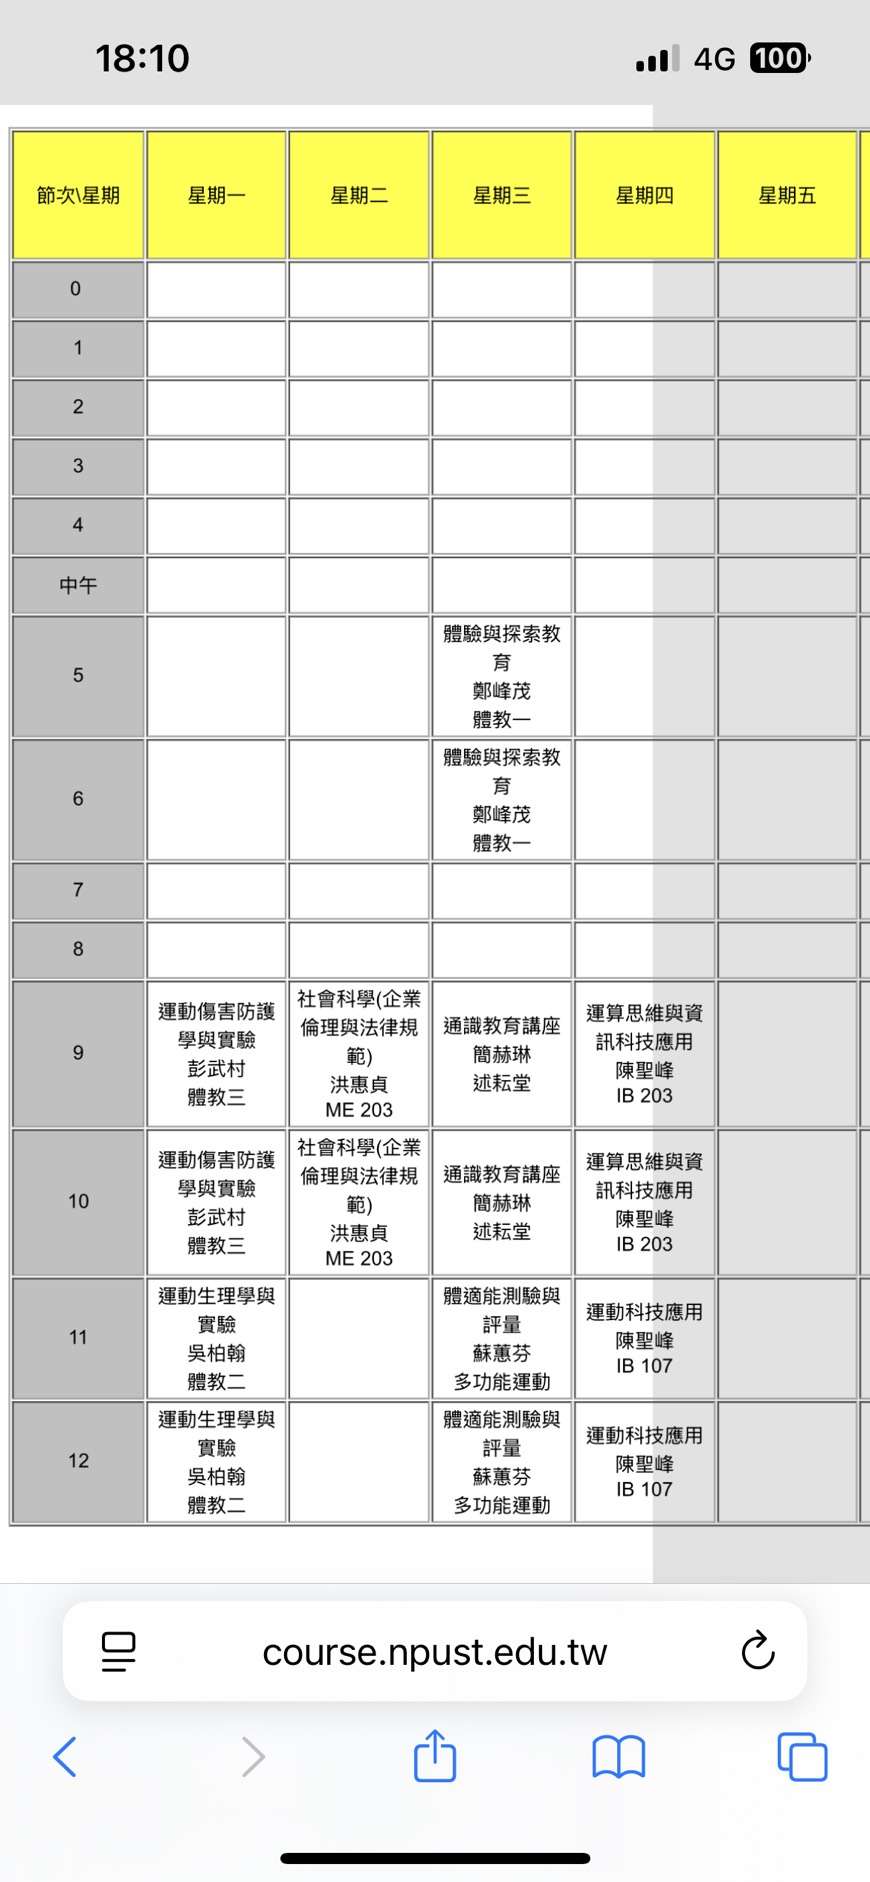 18:10 4G 100
節次\星期 星期一 星期二 星期三 星期四 星期五
0
1
2
3
4
中午
5
體驗與探索教
育
鄭峰茂
體教一
6
體驗與探索教
育
鄭峰茂
體教一
7
8
9
運動傷害防護
學與實驗
彭武村
體教三
社會科學(企業
倫理與法律規
範)
洪惠貞
ME 203
通識教育講座
簡赫琳
述耘堂
運算思維與資
訊科技應用
陳聖峰
IB 203
10
運動傷害防護
學與實驗
彭武村
體教三
社會科學(企業
倫理與法律規
範)
洪惠貞
ME 203
通識教育講座
簡赫琳
述耘堂
運算思維與資
訊科技應用
陳聖峰
IB 203
11
運動生理學與
實驗
吳柏翰
體教二
體適能測驗與
評量
蘇蕙芬
多功能運動
運動科技應用
陳聖峰
IB 107
12
運動生理學與
實驗
吳柏翰
體教二
體適能測驗與
評量
蘇蕙芬
多功能運動
運動科技應用
陳聖峰
IB 107
course.npust.edu.tw